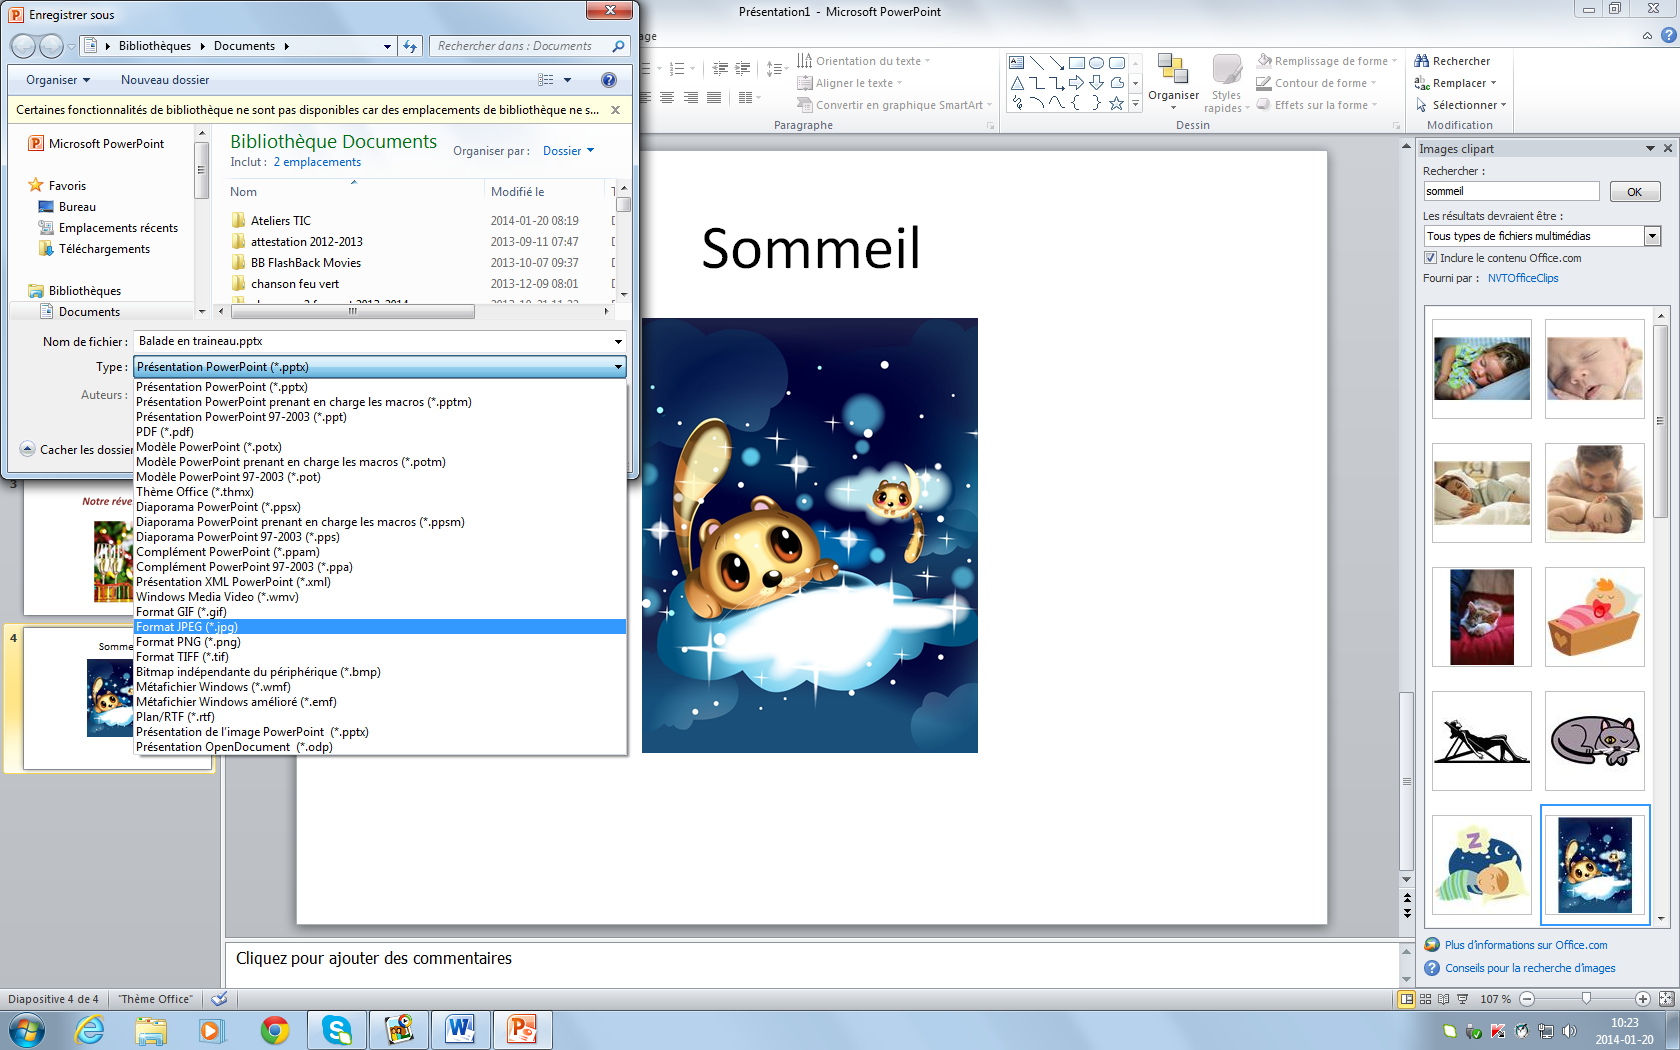 Enregistrer sous
Présentation1 - Microsoft PowerPoint
Bibliothèques
Documents
Rechercher dans : Documents
age
Organiser
Nouveau dossier
Orientation du texte
Aligner le texte
Convertir en graphique SmartArt
Paragraphe
Organiser
Styles
rapides
Remplissage de forme
Contour de forme
Effets sur la forme
Dessin
Rechercher
Remplacer
Sélectionner
Modification
Certaines fonctionnalités de bibliothèque ne sont pas disponibles car des emplacements de bibliothèque ne s...
Microsoft PowerPoint
Favoris
Bureau
Emplacements récents
Téléchargements
Bibliothèques
Documents
Bibliothèque Documents
Inclut : 2 emplacements
Organiser par : Dossier
Nom
Modifié le
Ateliers TIC
2014-01-20 08:19
attestation 2012-2013
2013-09-11 07:47
BB FlashBack Movies
2013-10-07 09:37
chanson feu vert
2013-12-09 08:01
Nom de fichier : Balade en traineau.pptx
Type : Présentation PowerPoint (*.pptx)
Auteurs :
Cacher les dossier
Présentation PowerPoint (*.pptx)
Présentation PowerPoint prenant en charge les macros (*.pptm)
Présentation PowerPoint 97-2003 (*.ppt)
PDF (*.pdf)
Modèle PowerPoint (*.potx)
Modèle PowerPoint prenant en charge les macros (*.potm)
Modèle PowerPoint 97-2003 (*.pot)
Thème Office (*.thmx)
Diaporama PowerPoint (*.ppsx)
Diaporama PowerPoint prenant en charge les macros (*.ppsm)
Diaporama PowerPoint 97-2003 (*.pps)
Complément PowerPoint (*.ppam)
Complément PowerPoint 97-2003 (*.ppa)
Présentation XML PowerPoint (*.xml)
Windows Media Video (*.wmv)
Format GIF (*.gif)
Format JPEG (*.jpg)
Format PNG (*.png)
Format TIFF (*.tif)
Bitmap indépendante du périphérique (*.bmp)
Métafichier Windows (*.wmf)
Métafichier Windows amélioré (*.emf)
Plan/RTF (*.rtf)
Présentation de l'image PowerPoint (*.pptx)
Présentation OpenDocument (*.odp)
3
Notre réve
4
Somme
Sommeil
Images clipart
Rechercher :
sommeil
OK
Les résultats devraient être :
Tous types de fichiers multimédias
Inclure le contenu Office.com
Fourni par : NVTOfficeClips
Z
Plus d'informations sur Office.com
Conseils pour la recherche d'images
Cliquez pour ajouter des commentaires
Diapositive 4 de 4
"Thème Office"
107 %
10:23
2014-01-20